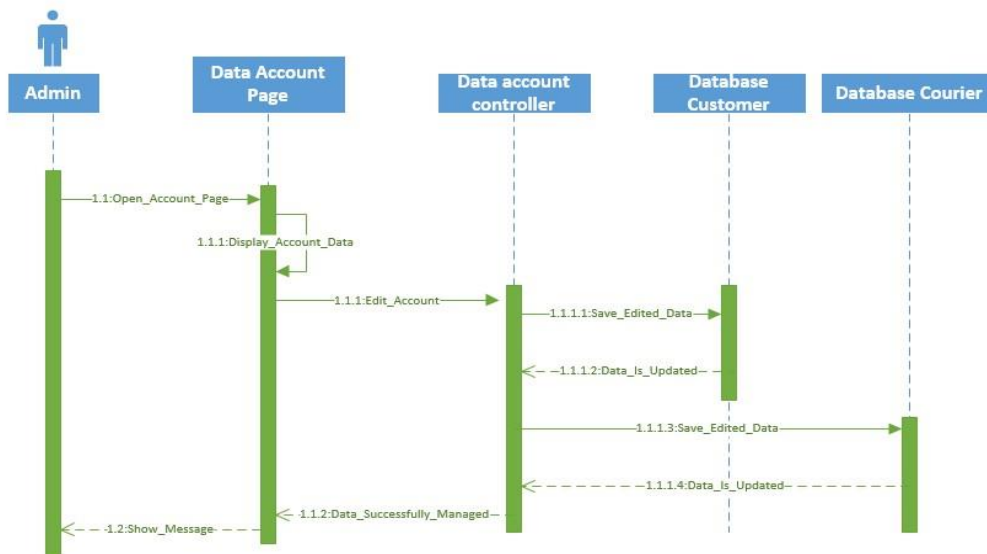 Admin
Data Account
Page
Data account
controller
Database
Customer
Database Courier
1.1:Open_Account_Page
1.1.1:Display_Account_Data
1.1.1:Edit_Account
1.1.1.1:Save_Edited_Data
1.1.1.2:Data_Is_Updated
1.1.1.3:Save_Edited_Data
1.1.1.4:Data_Is_Updated
1.1.2:Data_Successfully_Managed
1.2:Show_Message